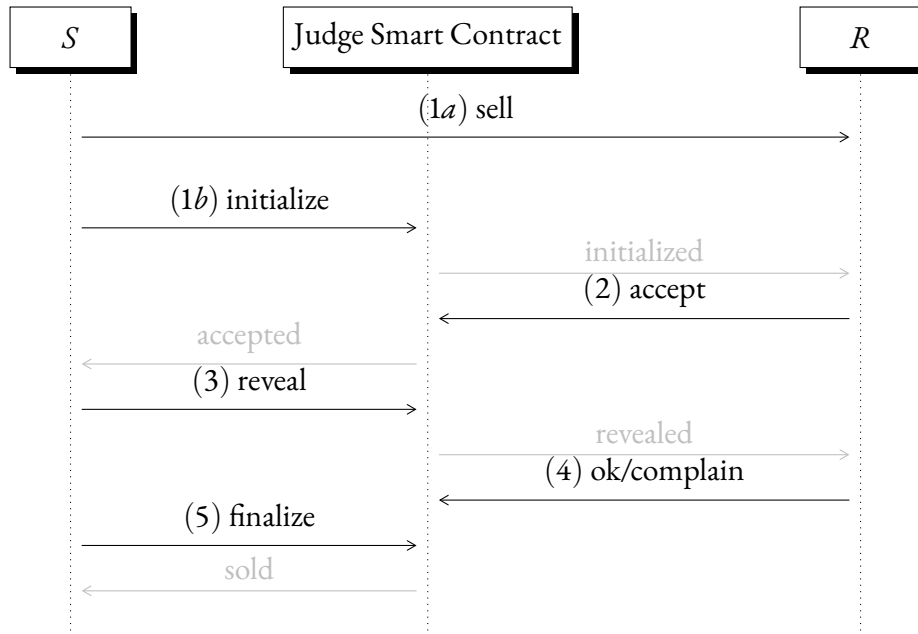 S
Judge Smart Contract
R
(1a) sell
(1b) initialize
initialized
(2) accept
accepted
(3) reveal
revealed
(4) ok/complain
(5) finalize
sold